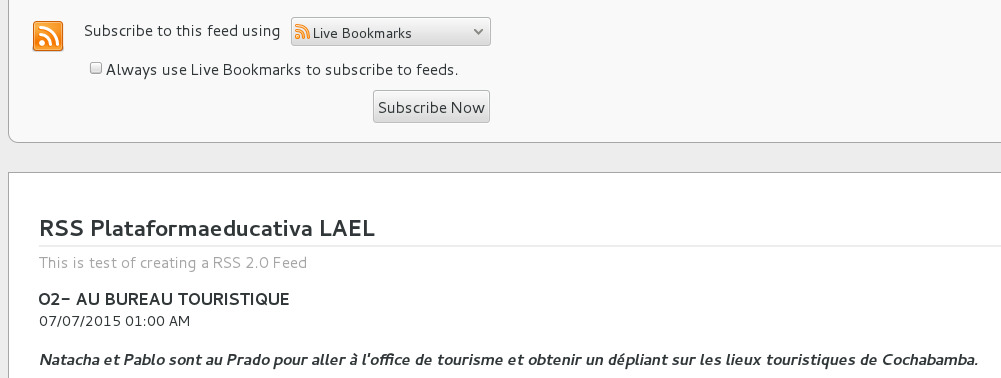 Subscribe to this feed using Live Bookmarks
Always use Live Bookmarks to subscribe to feeds.
Subscribe Now
RSS Plataformaeducativa LAEL
This is test of creating a RSS 2.0 Feed
02- AU BUREAU TOURISTIQUE
07/07/2015 01:00 AM
Natacha et Pablo sont au Prado pour aller à l'office de tourisme et obtenir un dépliant sur les lieux touristiques de Cochabamba.